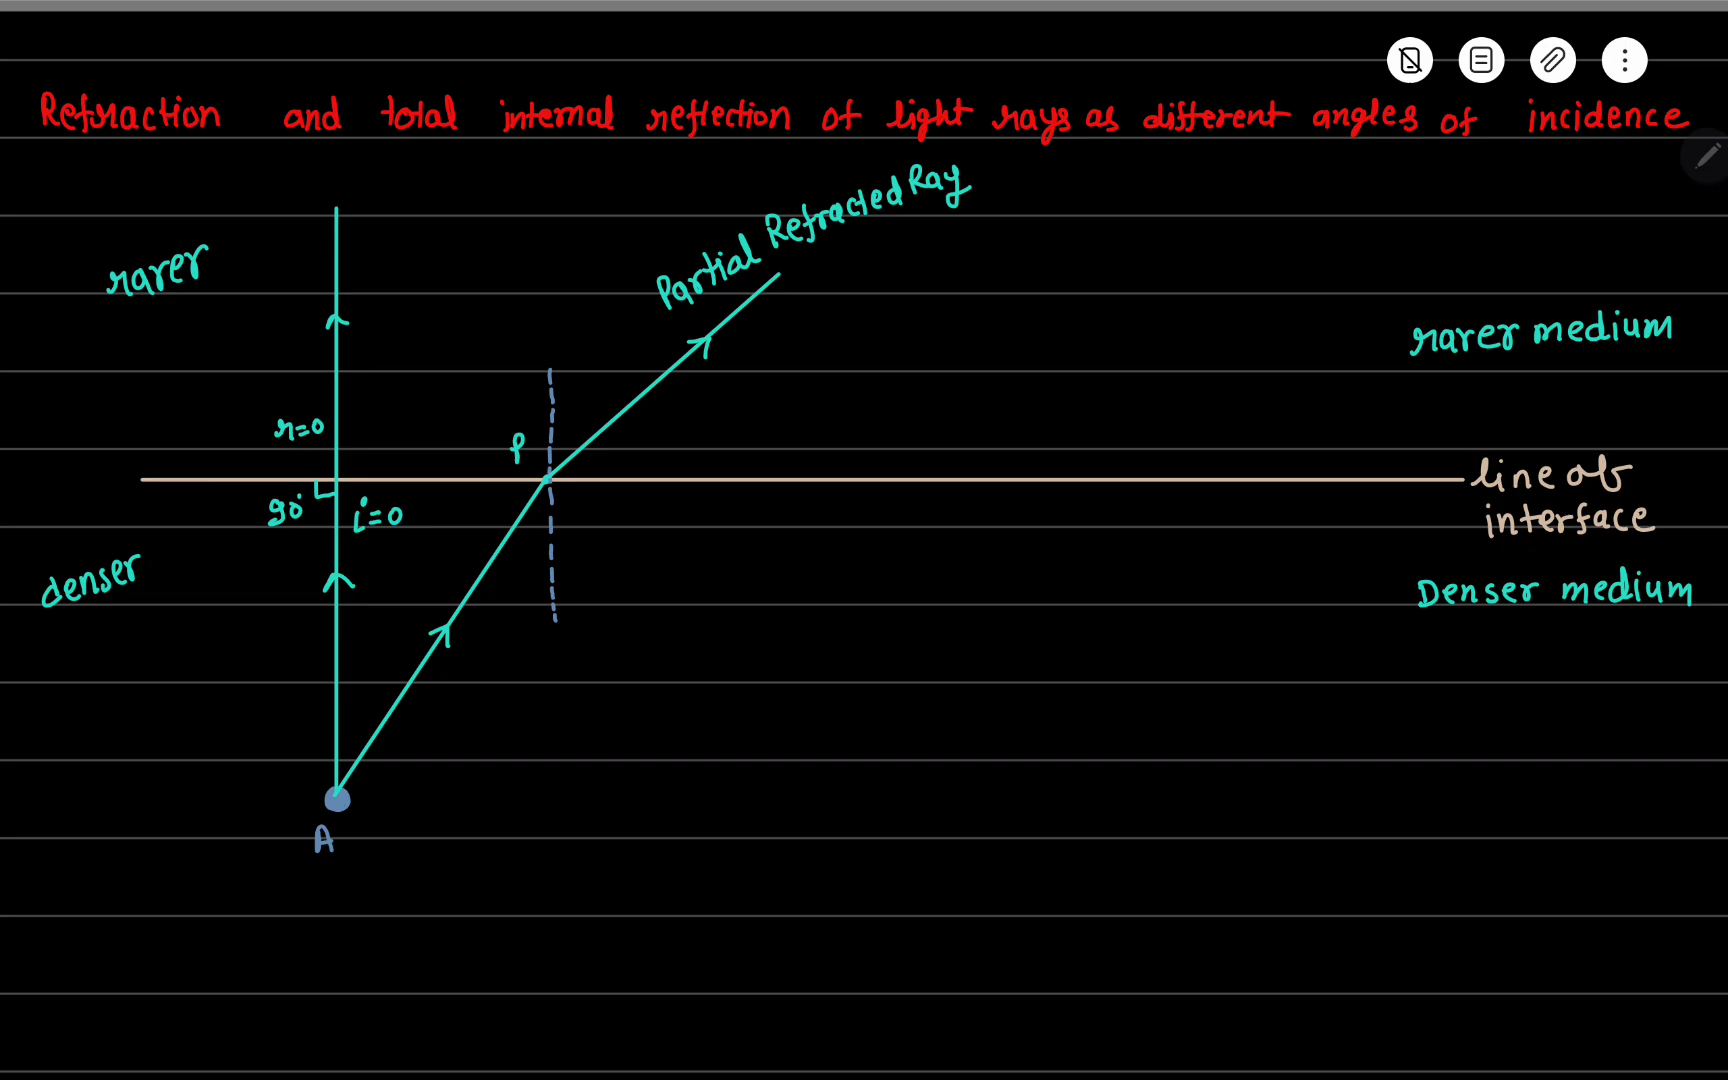 Refraction and total internal reflection of light rays as different angles of incidence
Partial Refracted Ray
rarer
rarer medium
r=0
P
line of
interface
90°
i=0
denser
Denser medium
A